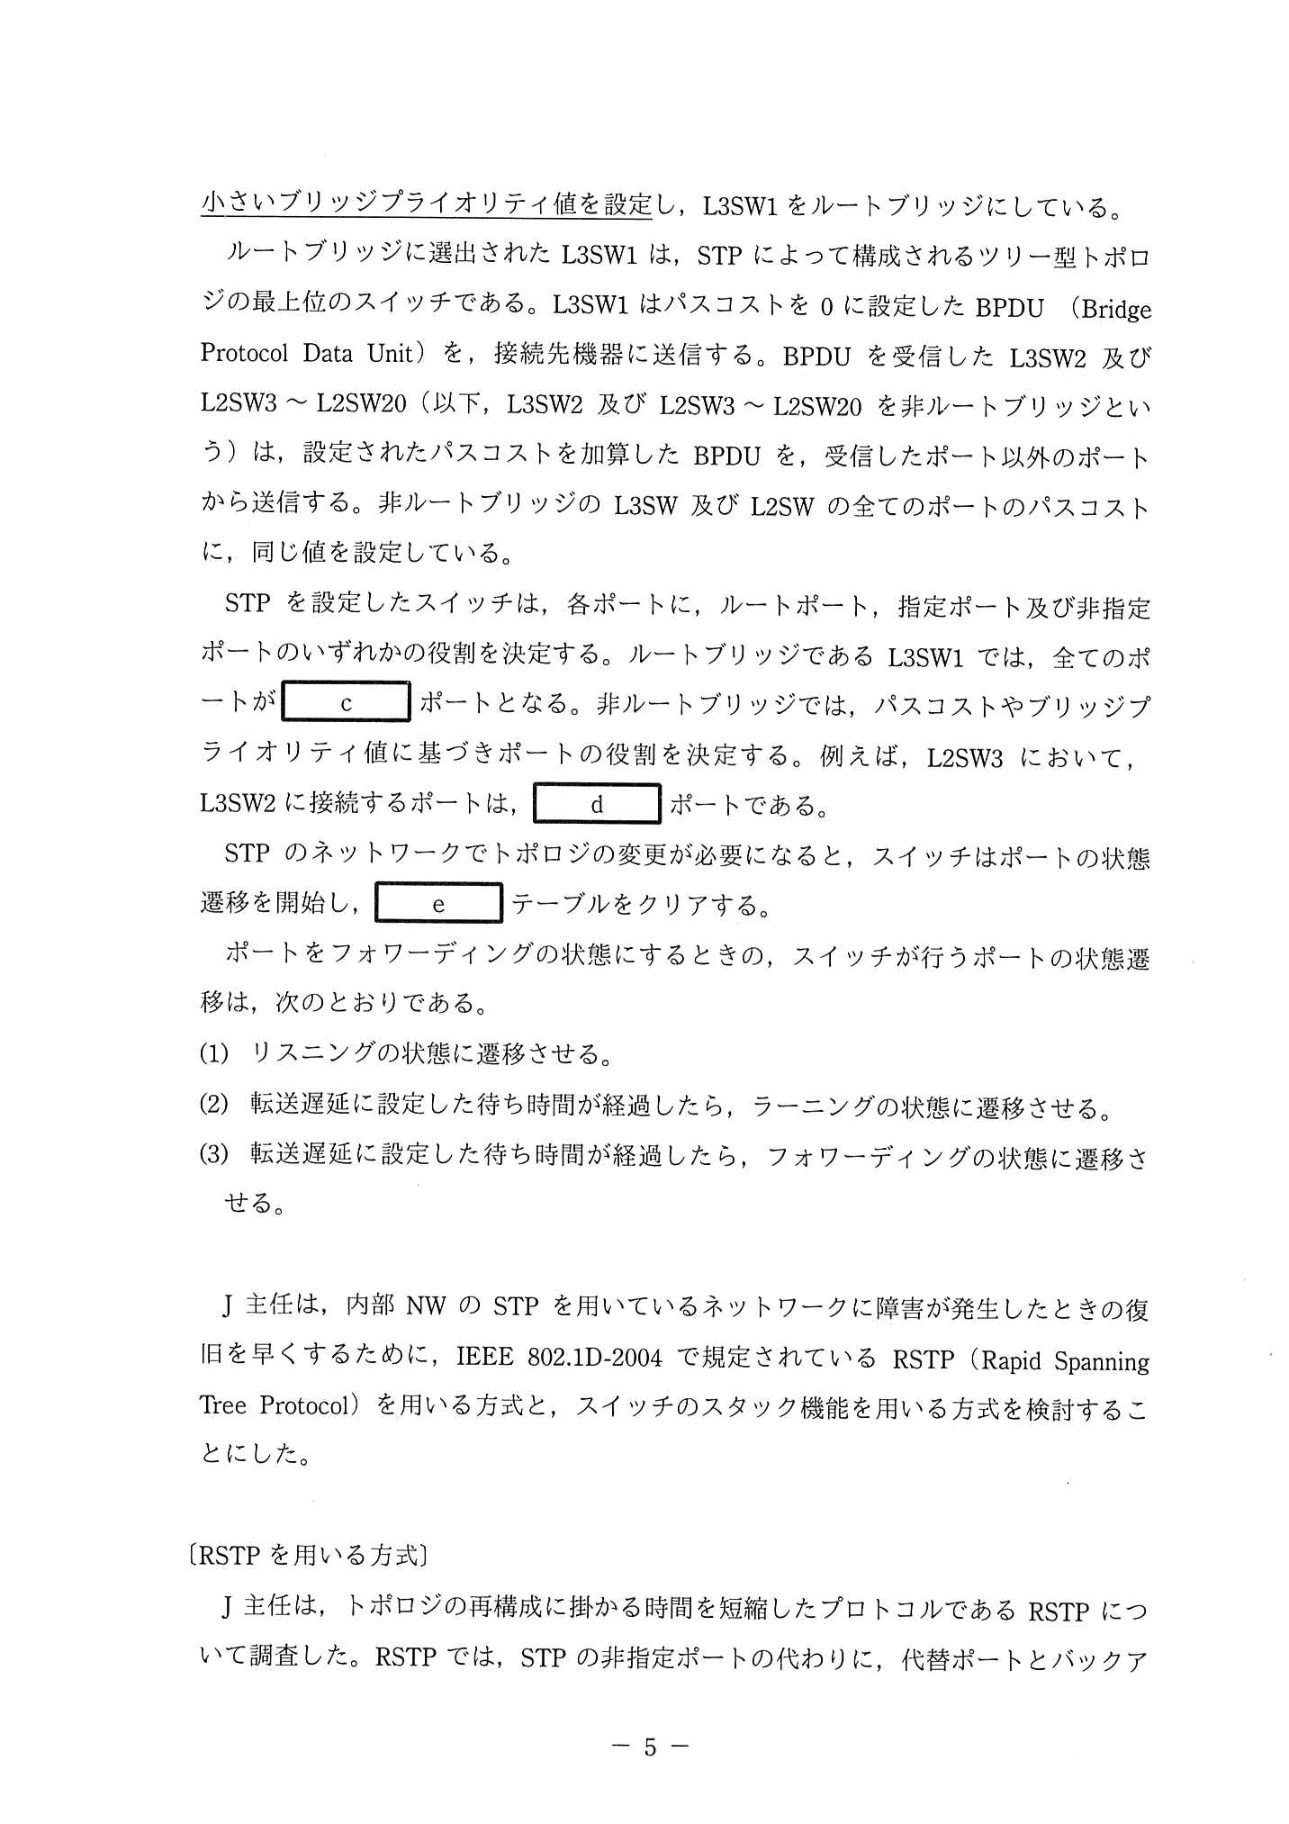 小さいブリッジプライオリティ値を設定し，L3SW1 をルートブリッジにしている。
ルートブリッジに選出された L3SW1 は，STP によって構成されるツリー型トポロ
ジの最上位のスイッチである。L3SW1 はパスコストを 0 に設定した BPDU （Bridge
Protocol Data Unit）を，接続先機器に送信する。BPDU を受信した L3SW2 及び
L2SW3 ～ L2SW20（以下，L3SW2 及び L2SW3 ～ L2SW20 を非ルートブリッジとい
う）は，設定されたパスコストを加算した BPDU を，受信したポート以外のポート
から送信する。非ルートブリッジの L3SW 及び L2SW の全てのポートのパスコスト
に，同じ値を設定している。
STP を設定したスイッチは，各ポートに，ルートポート，指定ポート及び非指定
ポートのいずれかの役割を決定する。ルートブリッジである L3SW1 では，全てのポ
ートが c ポートとなる。非ルートブリッジでは，パスコストやブリッジプ
ライオリティ値に基づきポートの役割を決定する。例えば，L2SW3 において，
L3SW2 に接続するポートは， d ポートである。
STP のネットワークでトポロジの変更が必要になると，スイッチはポートの状態
遷移を開始し， e テーブルをクリアする。
ポートをフォワーディングの状態にするときの，スイッチが行うポートの状態遷
移は，次のとおりである。
(1) リスニングの状態に遷移させる。
(2) 転送遅延に設定した待ち時間が経過したら，ラーニングの状態に遷移させる。
(3) 転送遅延に設定した待ち時間が経過したら，フォワーディングの状態に遷移さ
せる。
J 主任は，内部 NW の STP を用いているネットワークに障害が発生したときの復
旧を早くするために，IEEE 802.1D-2004 で規定されている RSTP（Rapid Spanning
Tree Protocol）を用いる方式と，スイッチのスタック機能を用いる方式を検討するこ
とにした。
〔RSTP を用いる方式〕
J 主任は，トポロジの再構成に掛かる時間を短縮したプロトコルである RSTP につ
いて調査した。RSTP では，STP の非指定ポートの代わりに，代替ポートとバックア
－ 5 －